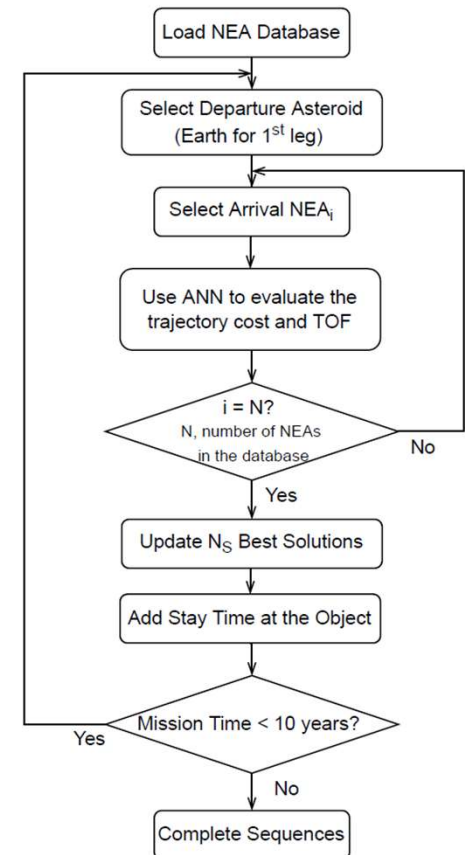 Load NEA Database
Select Departure Asteroid
(Earth for 1st leg)
Select Arrival NEAi
Use ANN to evaluate the
trajectory cost and TOF
i = N?
N, number of NEAs
in the database
No
Yes
Update NS Best Solutions
Add Stay Time at the Object
Mission Time < 10 years?
Yes
No
Complete Sequences